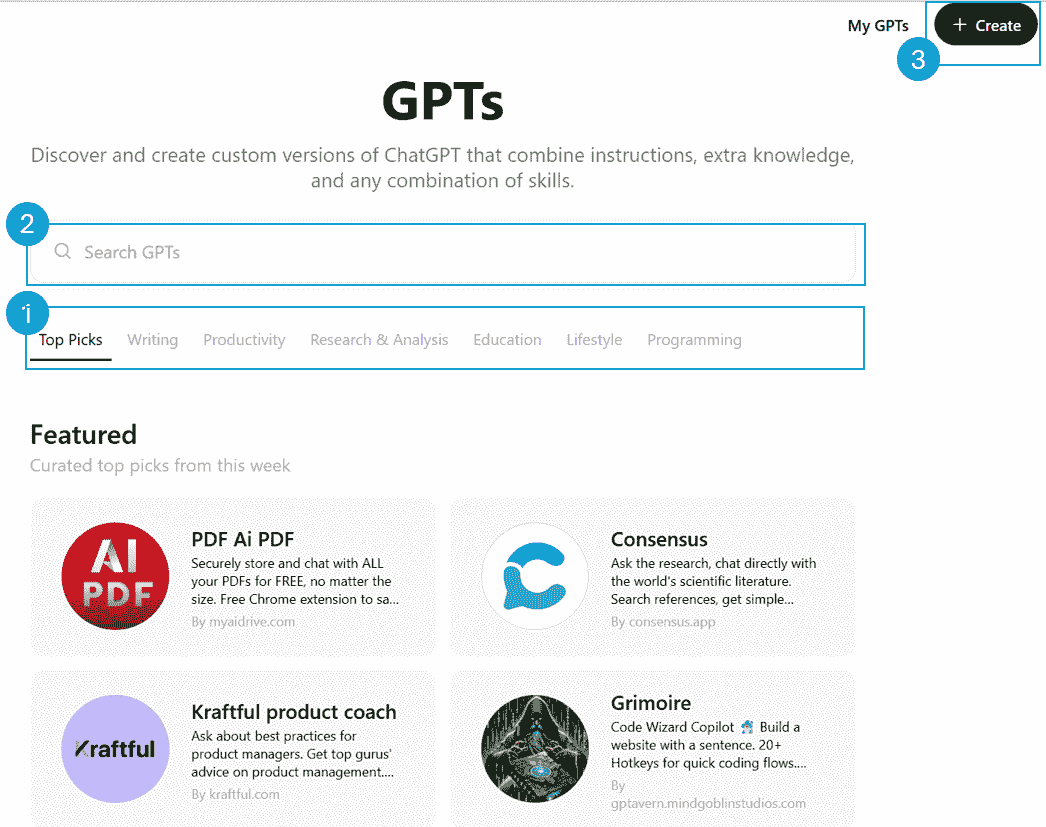 My GPTs
+ Create
3
GPTs
Discover and create custom versions of ChatGPT that combine instructions, extra knowledge,
and any combination of skills.
2
Search GPTs
1
Top Picks Writing Productivity Research & Analysis Education Lifestyle Programming
Featured
Curated top picks from this week
AI
PDF
PDF Ai PDF
Securely store and chat with ALL
your PDFs for FREE, no matter the
size. Free Chrome extension to sa...
By myaidrive.com
Consensus
Ask the research, chat directly with
the world's scientific literature.
Search references, get simple...
By consensus.app
Kraftful
Kraftful product coach
Ask about best practices for
product managers. Get top gurus'
advice on product management....
By kraftful.com
Grimoire
Code Wizard Copilot 🧙‍♂️ Build a
website with a sentence. 20+
Hotkeys for quick coding flows....
By
gptavern.mindgoblinstudios.com